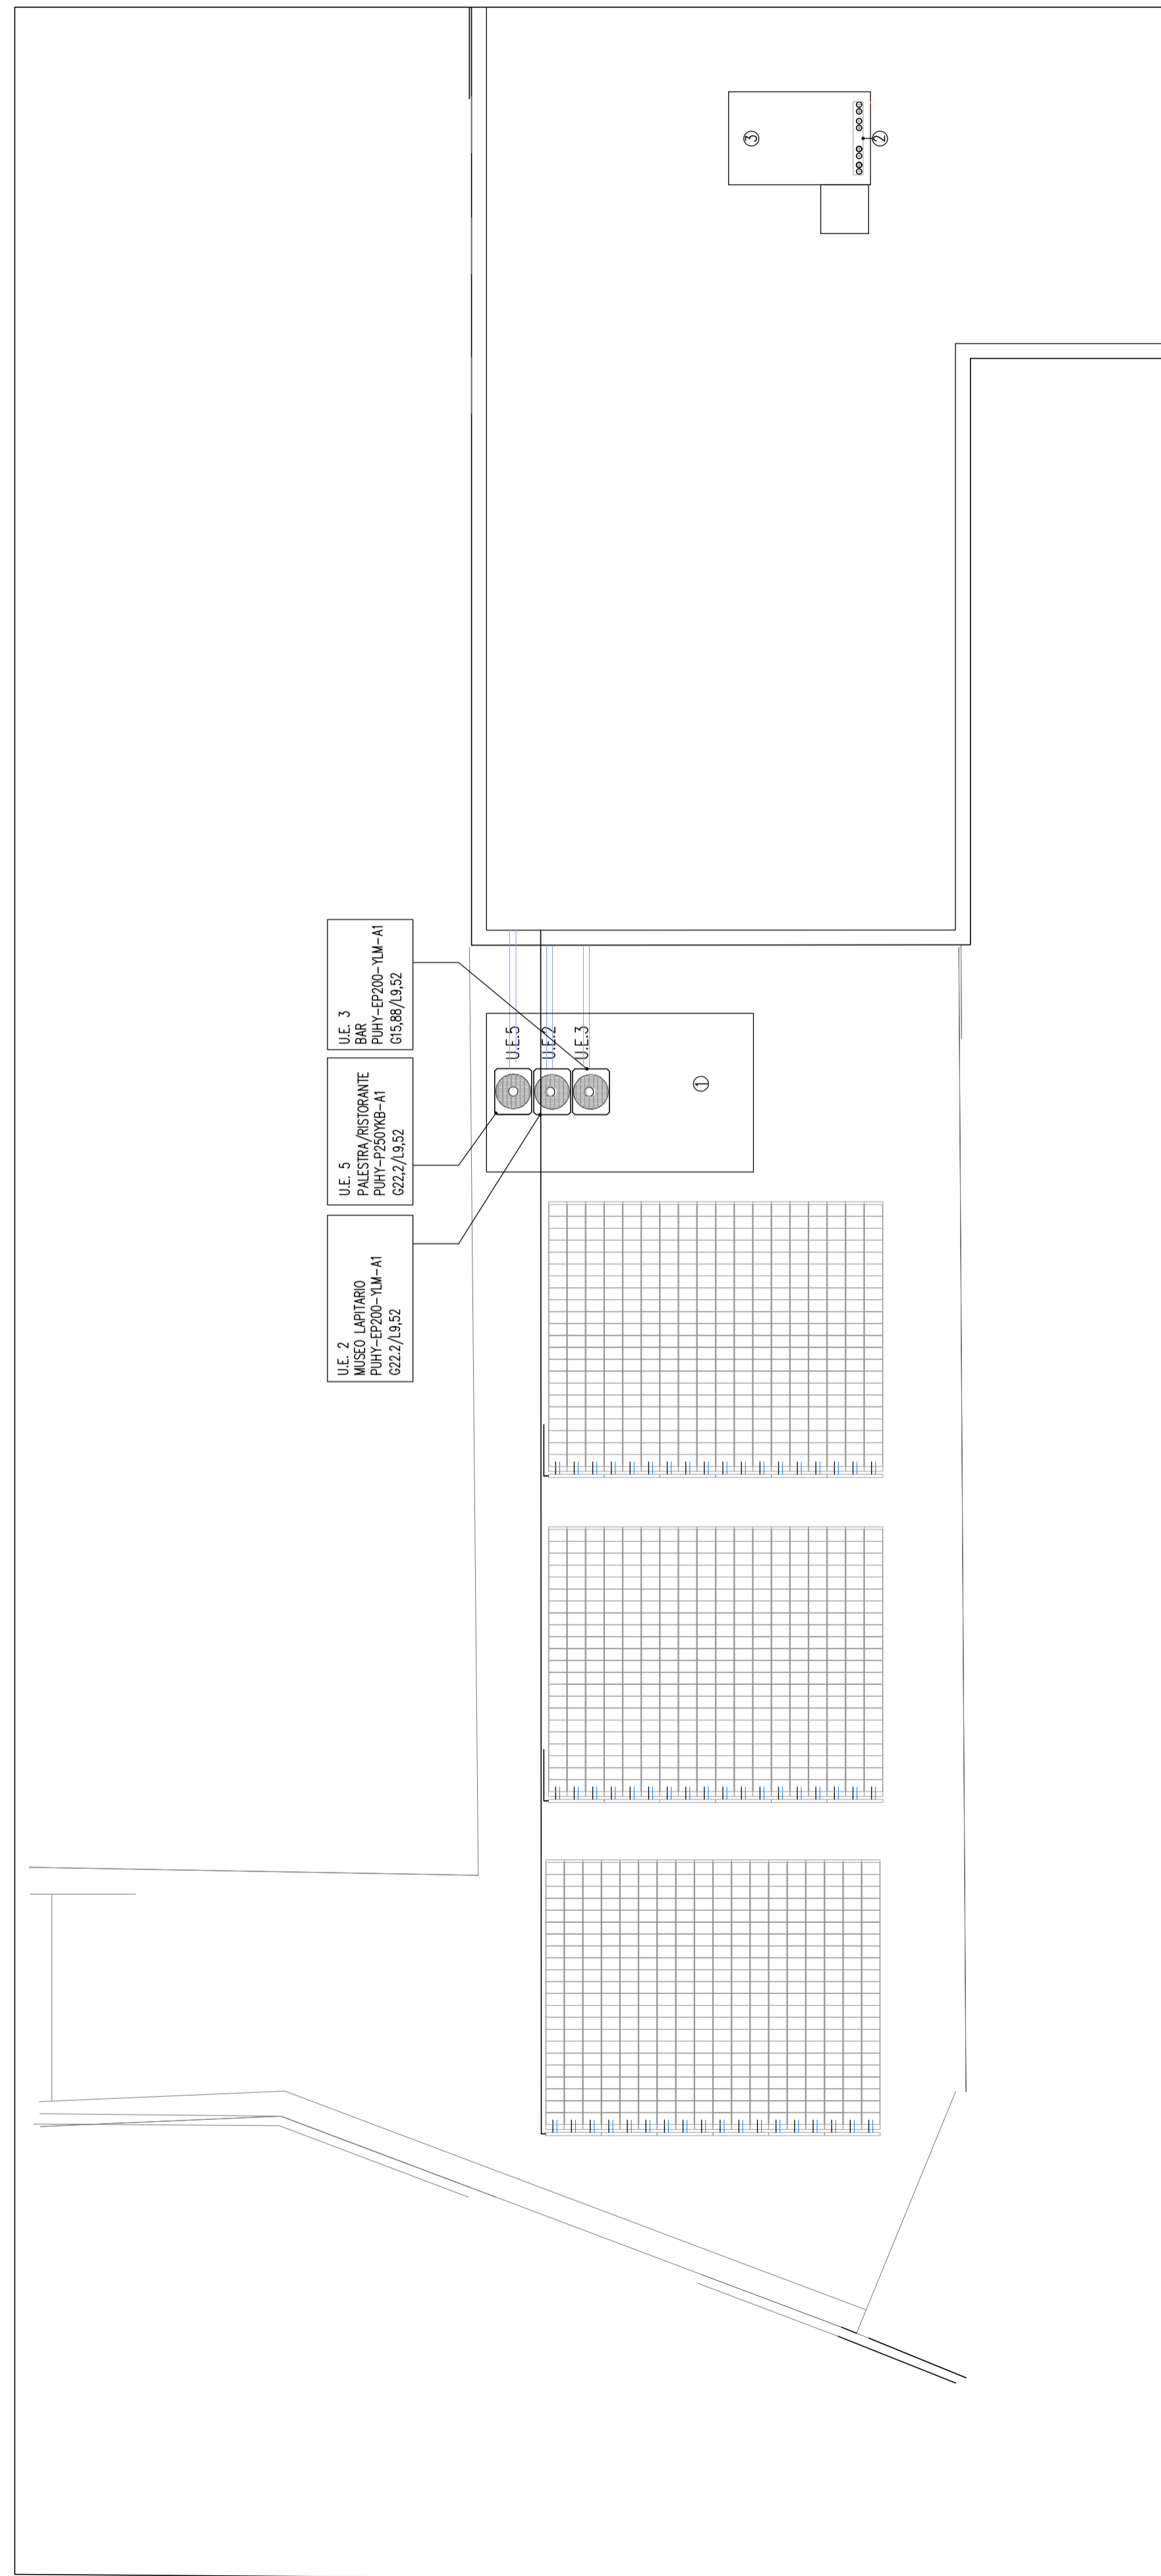 ③
②
U.E. 3
BAR
PUHY-EP200-YLM-A1
G15,88/L9,52
U.E. 5
PALESTRA/RISTORANTE
PUHY-P250YKB-A1
G22,2/L9,52
U.E. 2
MUSEO LAPITARIO
PUHY-EP200-YLM-A1
G22.2/L9,52
U.E.5
U.E.2
U.E.3
①